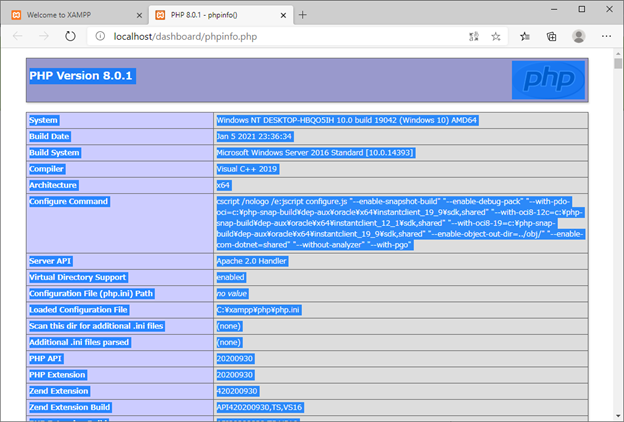 Welcome to XAMPP
PHP 8.0.1 - phpinfo()
localhost/dashboard/phpinfo.php
PHP Version 8.0.1
php
System Windows NT DESKTOP-HBQO5IH 10.0 build 19042 (Windows 10) AMD64
Build Date Jan 5 2021 23:36:34
Build System Microsoft Windows Server 2016 Standard [10.0.14393]
Compiler Visual C++ 2019
Architecture x64
Configure Command cscript /nologo /e:jscript configure.js "--enable-snapshot-build" "--enable-debug-pack" "--with-pdo-
oci=c:¥php-snap-build¥dep-aux¥oracle¥x64¥instantclient_19_9¥sdk,shared" "--with-oci8-12c=c:¥php-
snap-build¥dep-aux¥oracle¥x64¥instantclient_12_1¥sdk,shared" "--with-oci8-19=c:¥php-snap-
build¥dep-aux¥oracle¥x64¥instantclient_19_9¥sdk,shared" "--enable-object-out-dir=../obj/" "--enable-
com-dotnet=shared" "--without-analyzer" "--with-pgo"
Server API Apache 2.0 Handler
Virtual Directory Support enabled
Configuration File (php.ini) Path no value
Loaded Configuration File C:¥xampp¥php¥php.ini
Scan this dir for additional .ini files (none)
Additional .ini files parsed (none)
PHP API 20200930
PHP Extension 20200930
Zend Extension 420200930
Zend Extension Build API420200930,TS,VS16